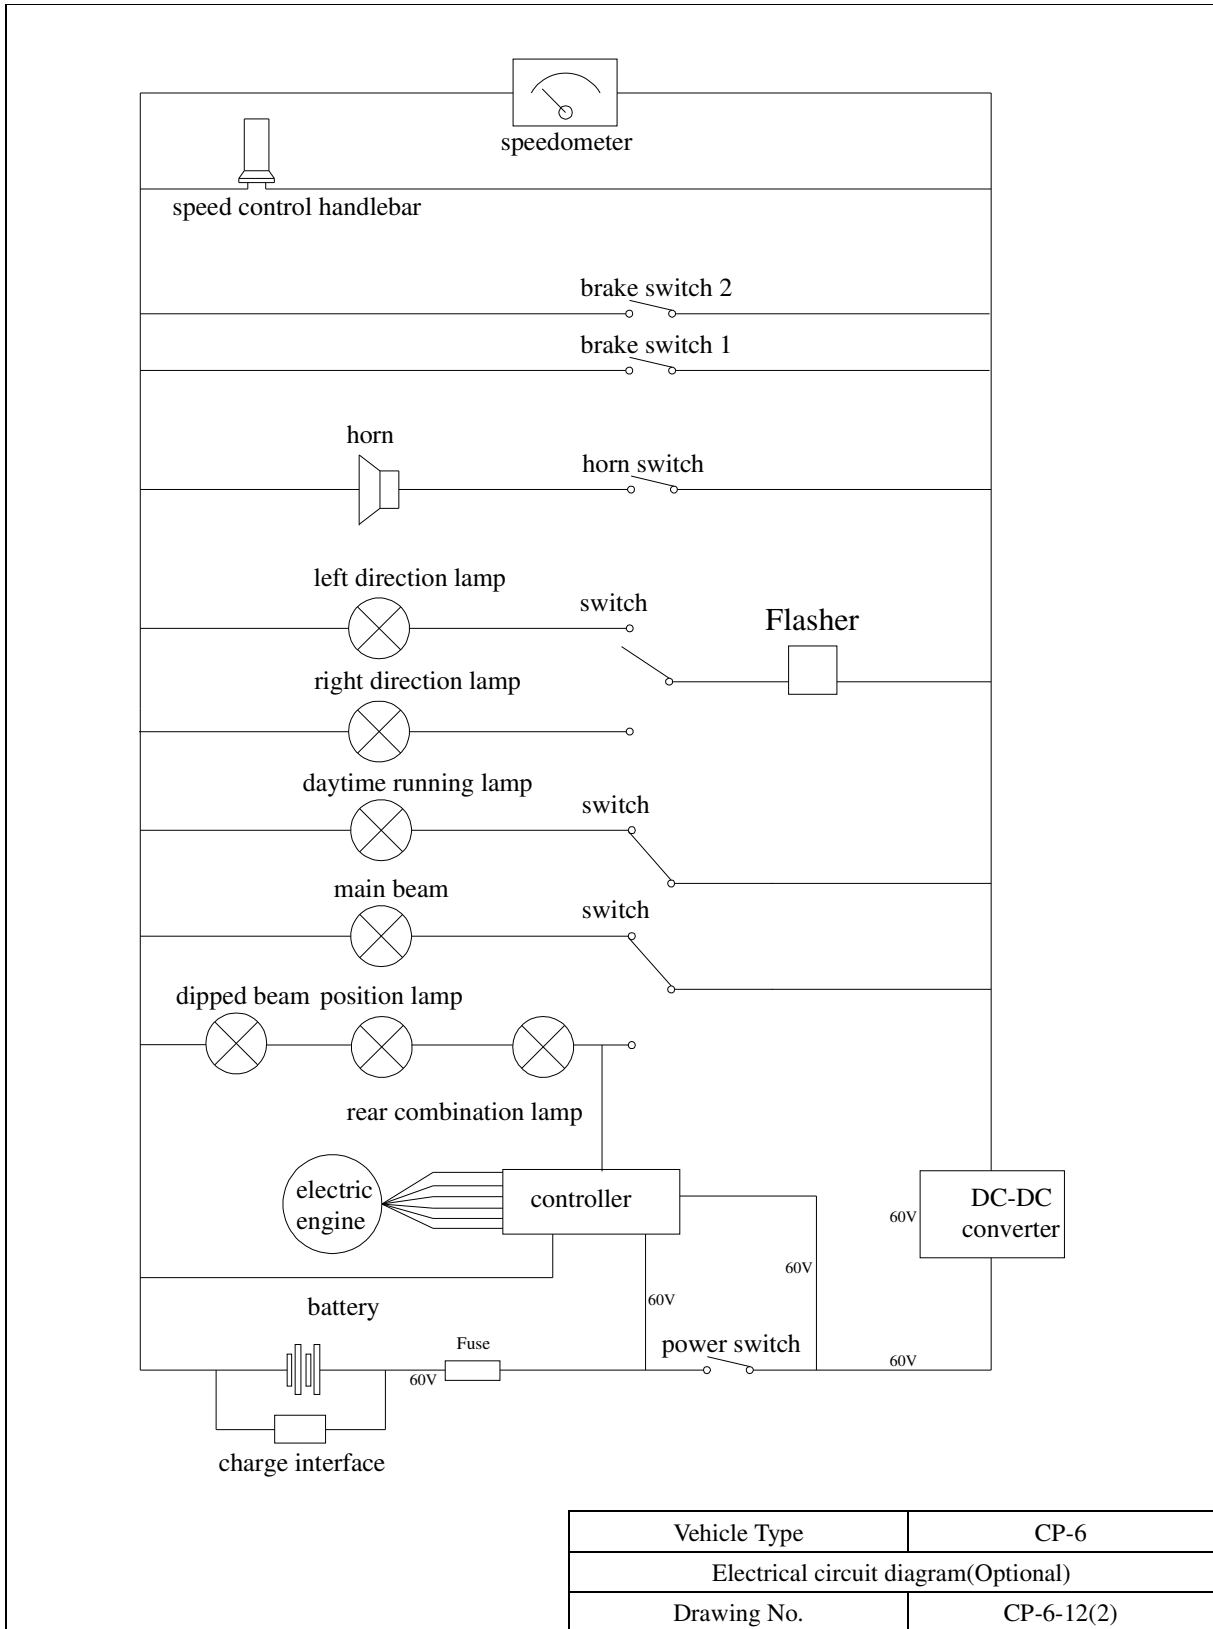 speedometer
speed control handlebar
brake switch 2
brake switch 1
horn
horn switch
left direction lamp
switch
Flasher
right direction lamp
daytime running lamp
switch
main beam
switch
dipped beam position lamp
rear combination lamp
electric
engine
controller
DC-DC
converter
60V
60V
60V
battery
Fuse
power switch
60V
60V
charge interface
Vehicle Type CP-6
Electrical circuit diagram(Optional)
Drawing No. CP-6-12(2)